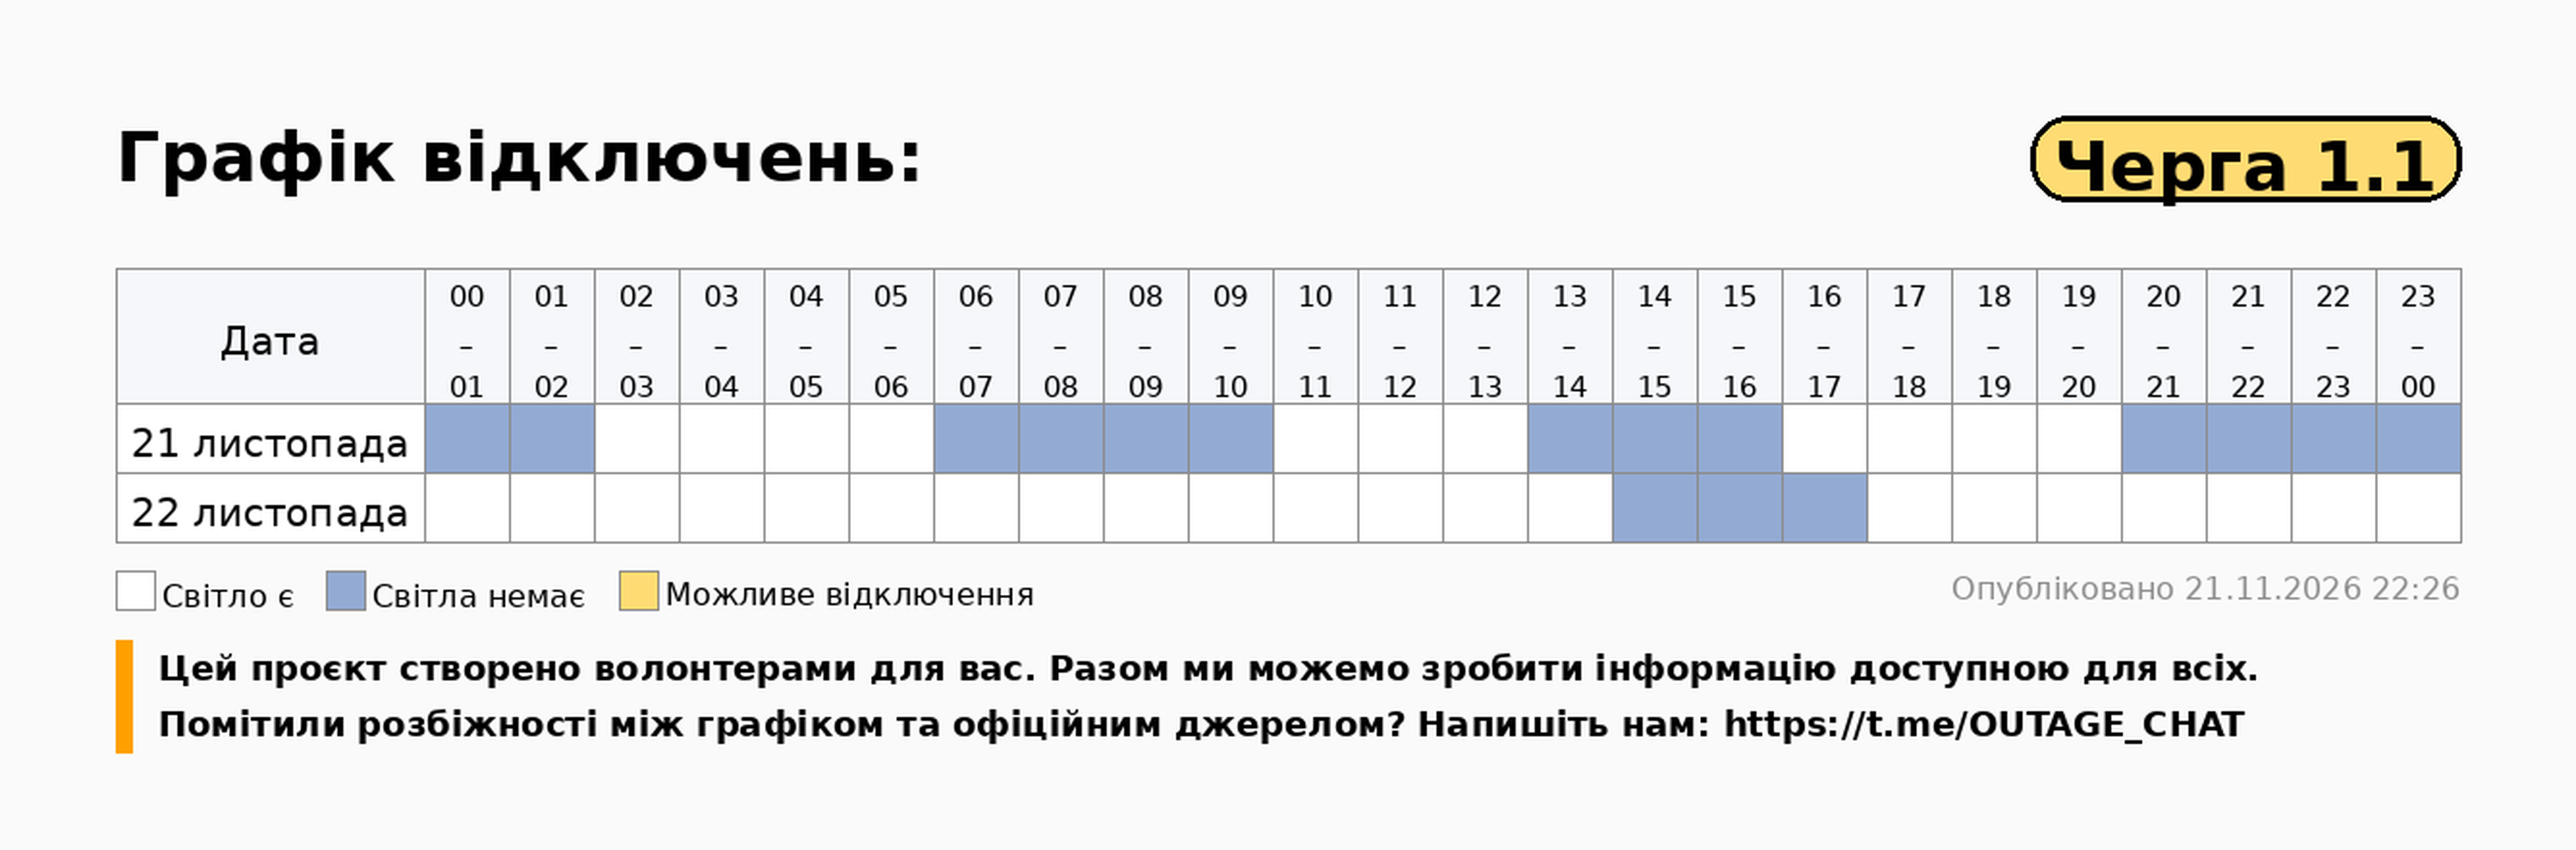 Графік відключень:
Черга 1.1
Дата 00 – 01 01 – 02 02 – 03 03 – 04 04 – 05 05 – 06 06 – 07 07 – 08 08 – 09 09 – 10 10 – 11 11 – 12 12 – 13 13 – 14 14 – 15 15 – 16 16 – 17 17 – 18 18 – 19 19 – 20 20 – 21 21 – 22 22 – 23 23 – 00
21 листопада
22 листопада
Світло є Світла немає Можливе відключення
Опубліковано 21.11.2026 22:26
Цей проєкт створено волонтерами для вас. Разом ми можемо зробити інформацію доступною для всіх.
Помітили розбіжності між графіком та офіційним джерелом? Напишіть нам: https://t.me/OUTAGE_CHAT